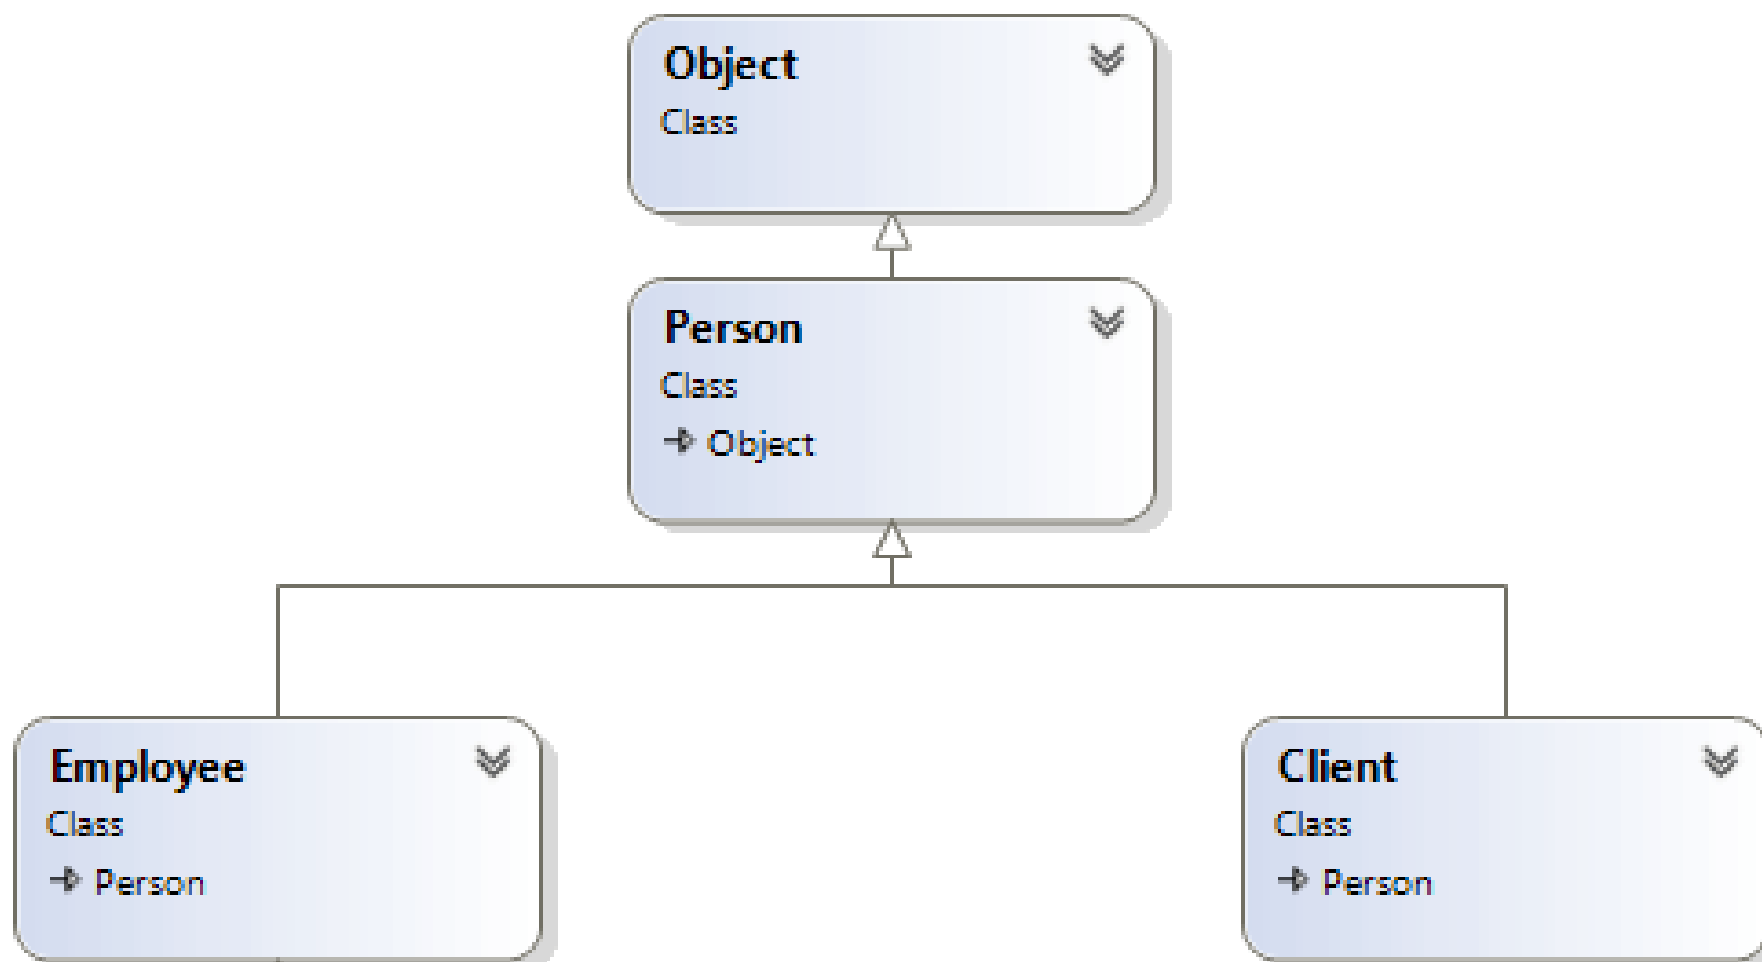 Object
Class
Person
Class
Object
Employee
Class
Person
Client
Class
Person